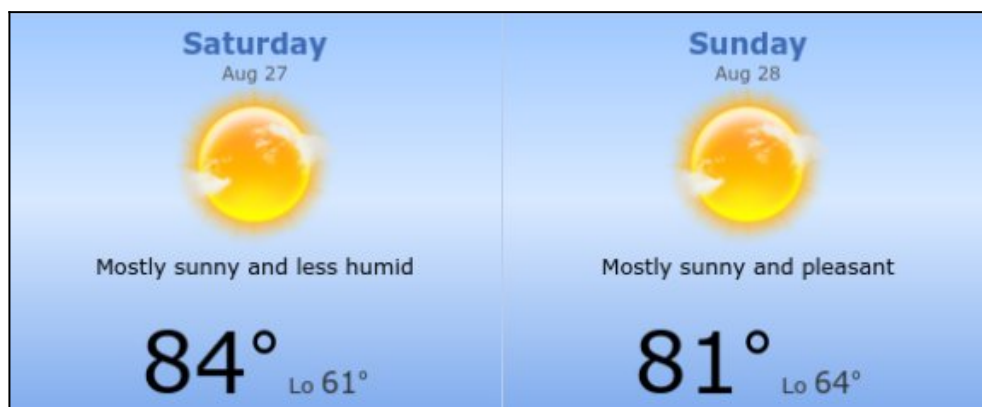 Saturday
Aug 27
Mostly sunny and less humid
84° Lo 61°
Sunday
Aug 28
Mostly sunny and pleasant
81° Lo 64°